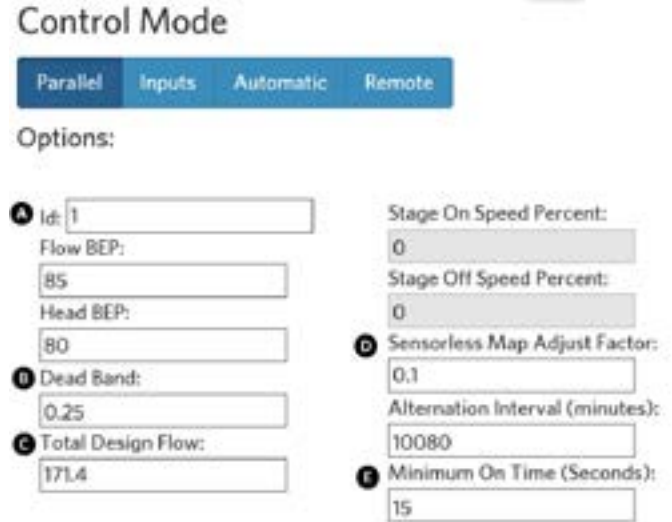 Control Mode
Parallel Inputs Automatic Remote
Options:
A Id: 1
Flow BEP:
85
Head BEP:
80
B Dead Band:
0.25
C Total Design Flow:
171.4
Stage On Speed Percent:
0
Stage Off Speed Percent:
0
D Sensorless Map Adjust Factor:
0.1
Alternation Interval (minutes):
10080
E Minimum On Time (Seconds):
15